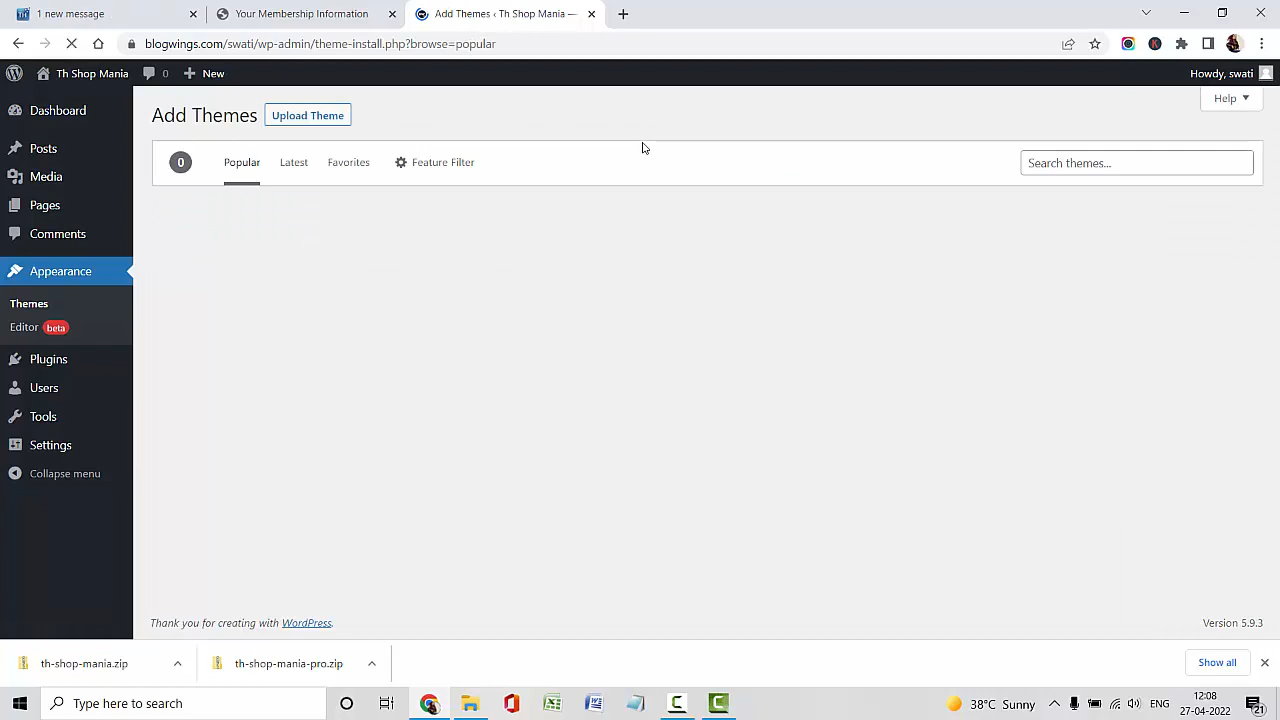 1 new message
Your Membership Information
Add Themes ‹ Th Shop Mania —
blogwings.com/swati/wp-admin/theme-install.php?browse=popular
Th Shop Mania
0
New
Howdy, swati
Dashboard
Posts
Media
Pages
Comments
Appearance
Themes
Editor beta
Plugins
Users
Tools
Settings
Collapse menu
Add Themes
Upload Theme
Help
0
Popular
Latest
Favorites
Feature Filter
Search themes...
Thank you for creating with WordPress.
Version 5.9.3
th-shop-mania.zip
th-shop-mania-pro.zip
Show all
Type here to search
38°C Sunny
ENG
12:08
27-04-2022
21